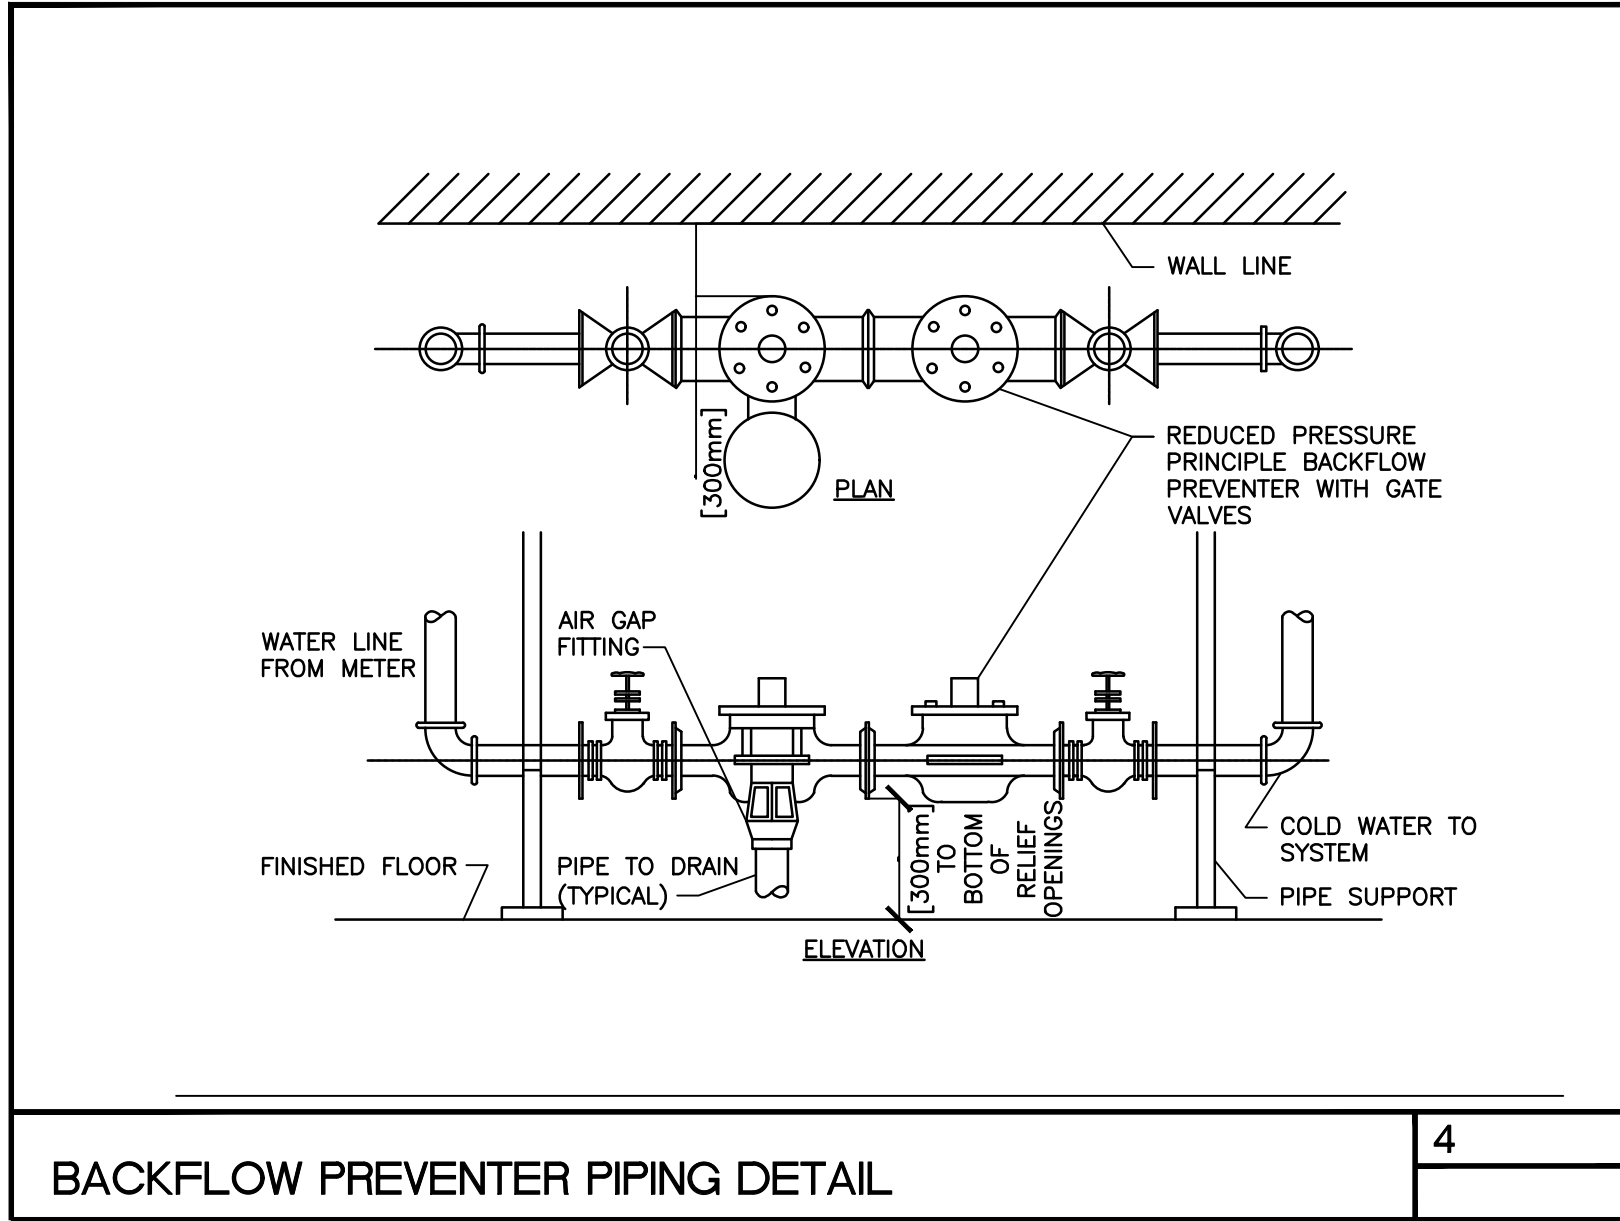 WALL LINE
[300mm]
PLAN
REDUCED PRESSURE
PRINCIPLE BACKFLOW
PREVENTER WITH GATE
VALVES
WATER LINE
FROM METER
AIR GAP
FITTING
FINISHED FLOOR
PIPE TO DRAIN
(TYPICAL)
[300mm]
TO
BOTTOM
OF
RELIEF
OPENINGS
COLD WATER TO
SYSTEM
PIPE SUPPORT
ELEVATION
BACKFLOW PREVENTER PIPING DETAIL
4